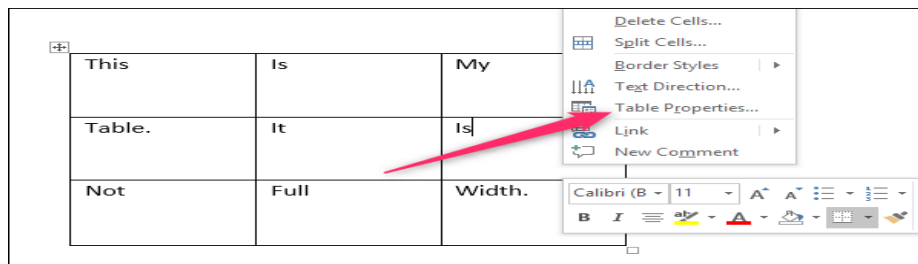 Delete Cells...
Split Cells...
This Is My
Border Styles
Text Direction...
Table Properties...
Table. It Is
Link
New Comment
Not Full Width.
Calibri (B 11 A A
B I ab A